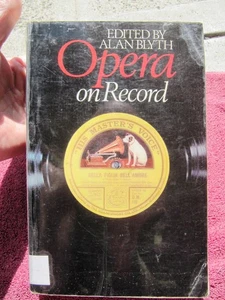 EDITED BY
ALAN BLYTH
Opera
on Record
"HIS MASTER'S VOICE"